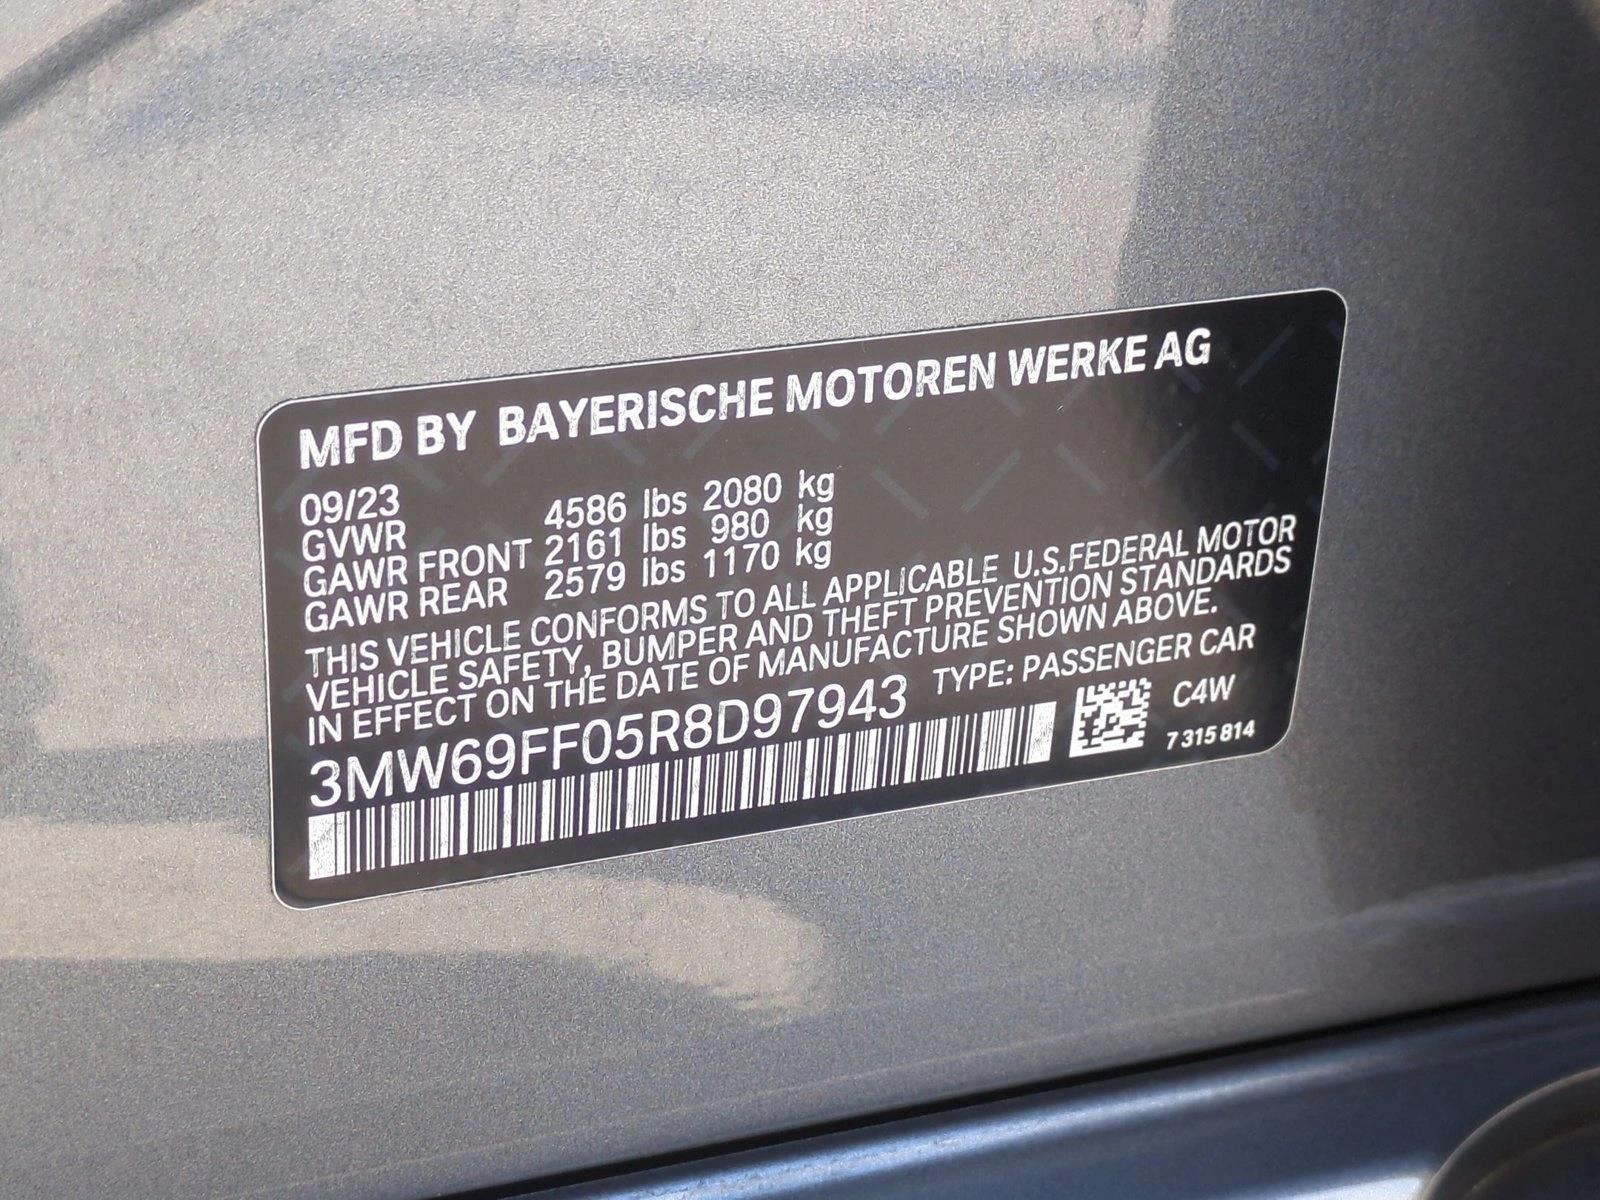 MFD BY BAYERISCHE MOTOREN WERKE AG
09/23
GVWR 4586 lbs 2080 kg
GAWR FRONT 2161 lbs 980 kg
GAWR REAR 2579 lbs 1170 kg
THIS VEHICLE CONFORMS TO ALL APPLICABLE U.S.FEDERAL MOTOR
VEHICLE SAFETY, BUMPER AND THEFT PREVENTION STANDARDS
IN EFFECT ON THE DATE OF MANUFACTURE SHOWN ABOVE.
3MW69FF05R8D97943 TYPE: PASSENGER CAR
C4W
7 315 814